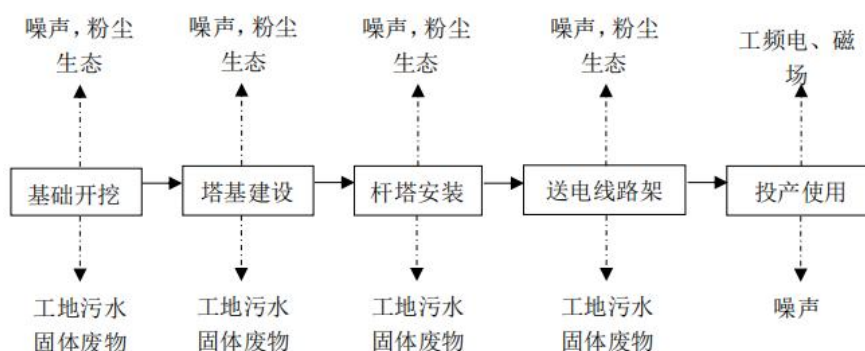 噪声，粉尘
生态
噪声，粉尘
生态
噪声，粉尘
生态
噪声，粉尘
生态
工频电、磁
场
基础开挖
塔基建设
杆塔安装
送电线路架
投产使用
工地污水
固体废物
工地污水
固体废物
工地污水
固体废物
工地污水
固体废物
噪声